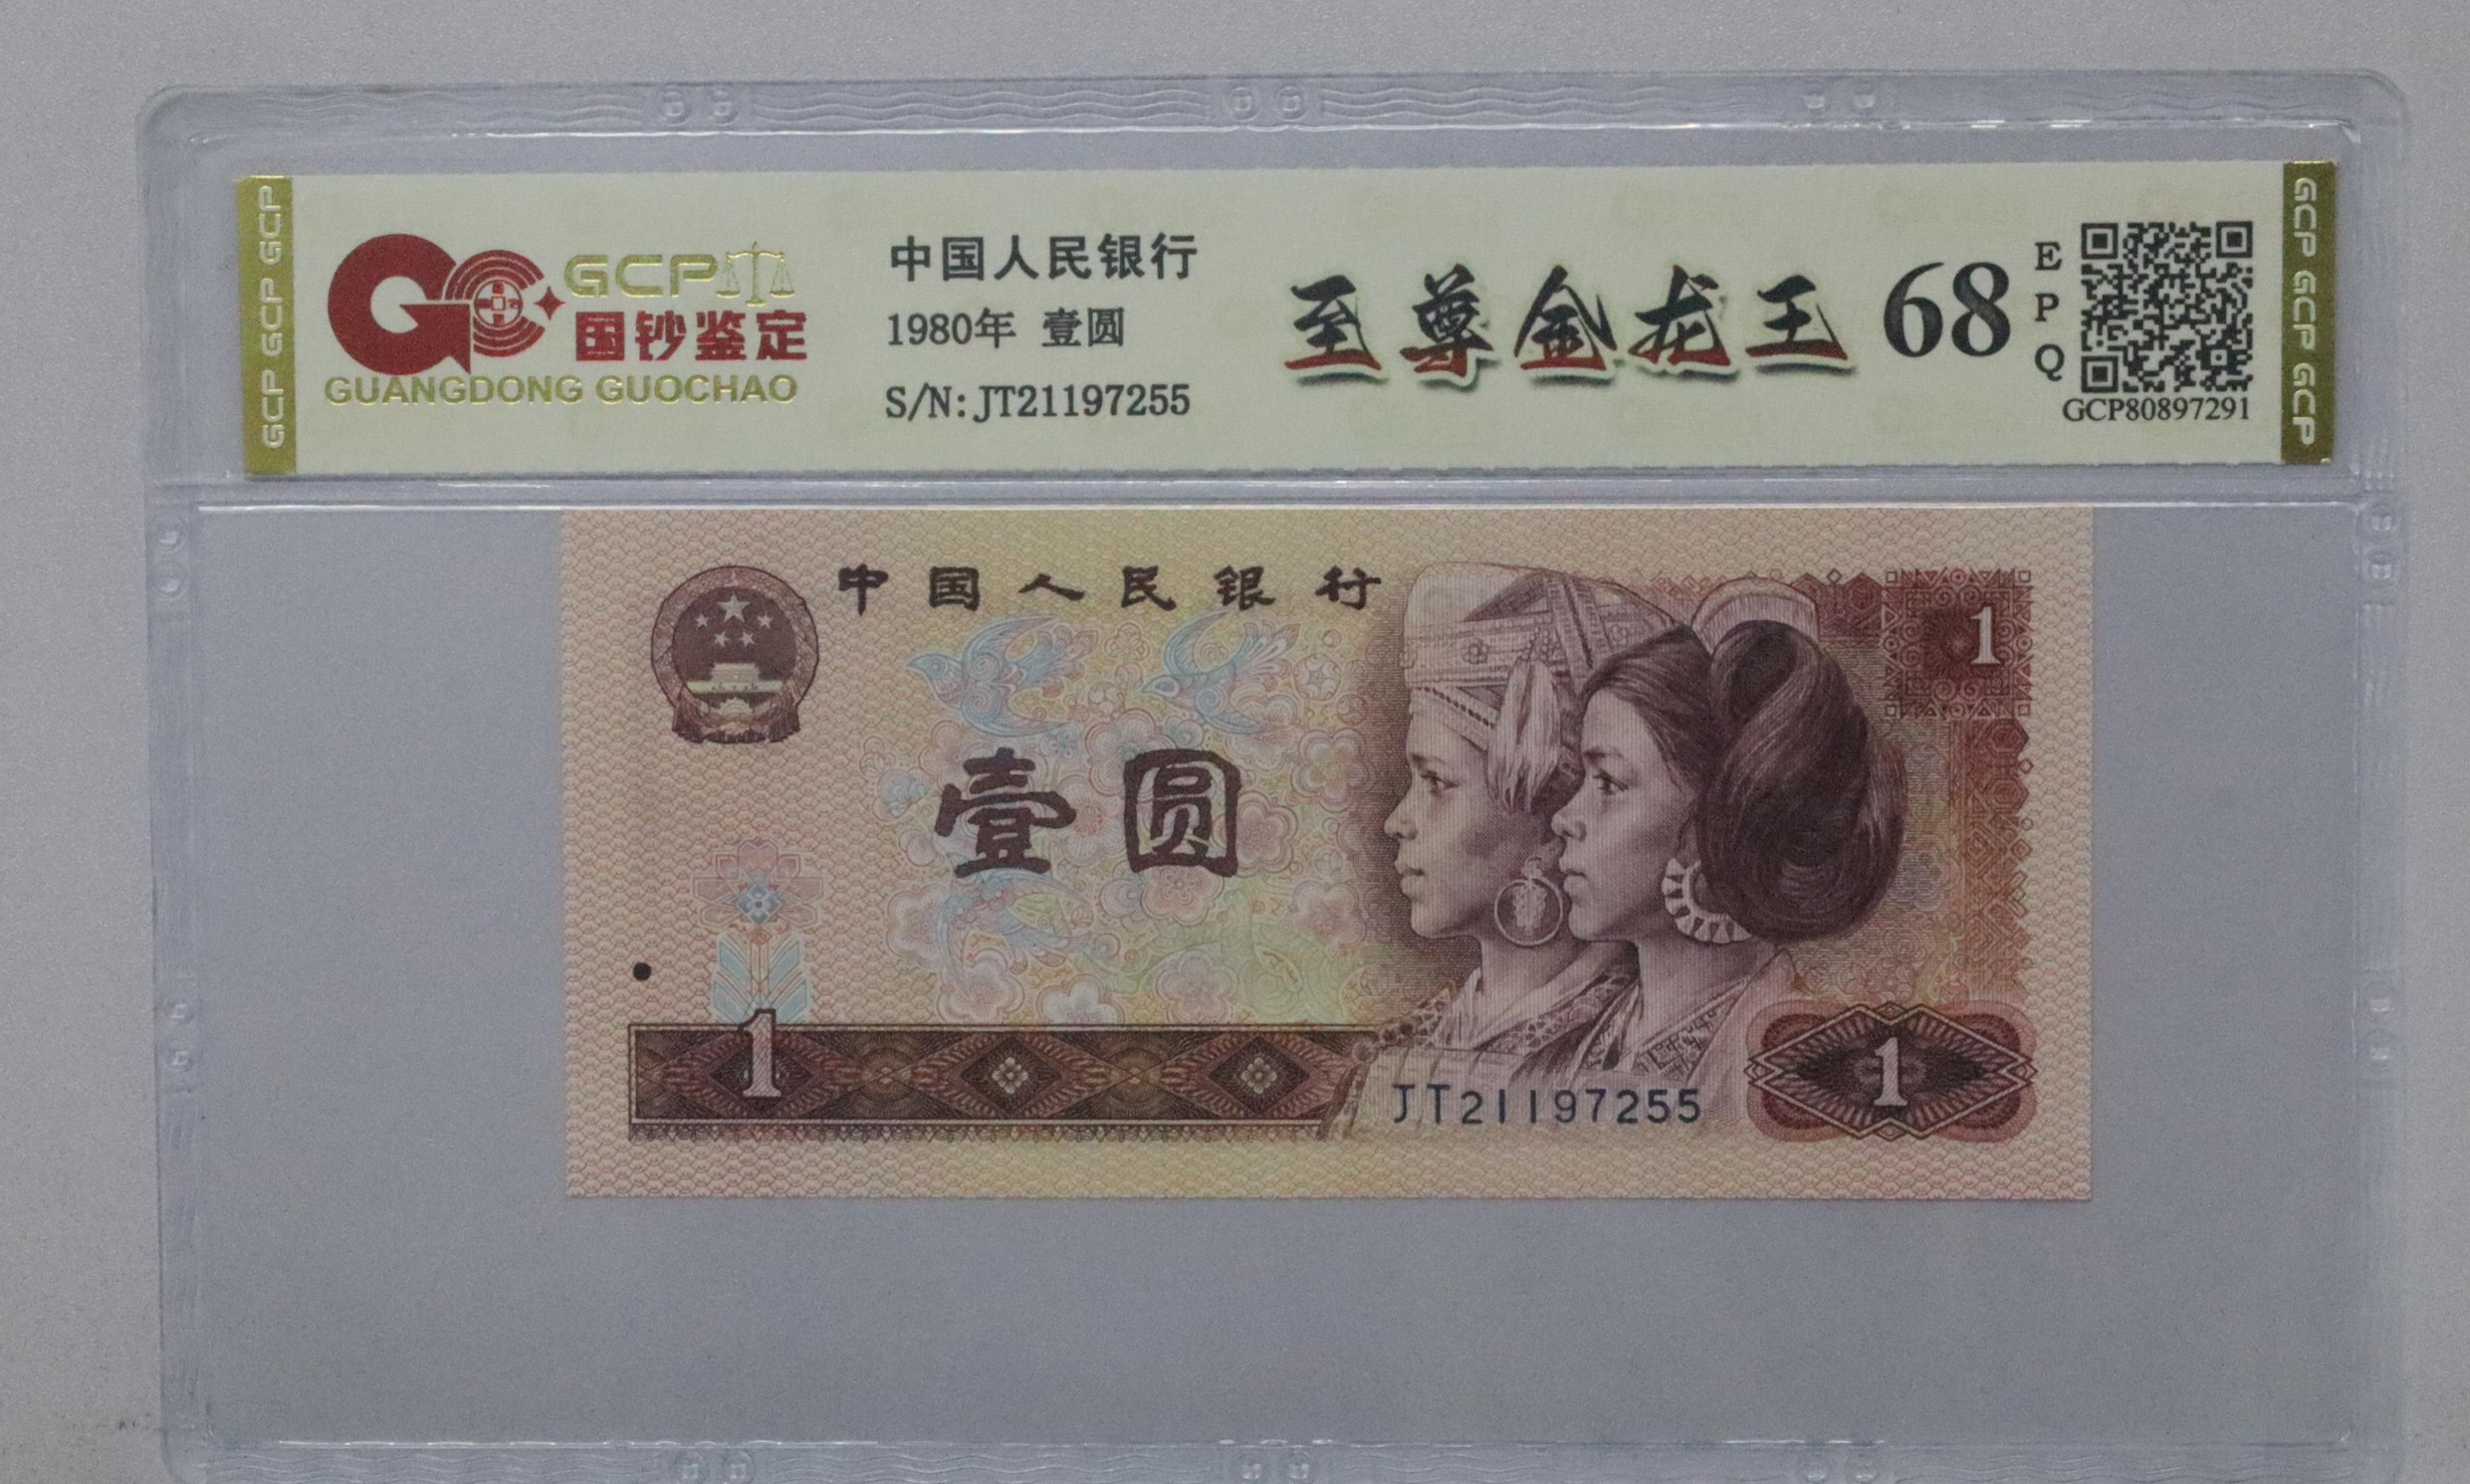 GCP GCP GCP
GCP
国钞鉴定
GUANGDONG GUOCHAO
中国人民银行
1980年 壹圆
S/N:JT21197255
至尊金龙王
68
EPQ
GCP80897291
GCP GCP GCP
中国人民银行
1
壹圆
1
JT21197255
1